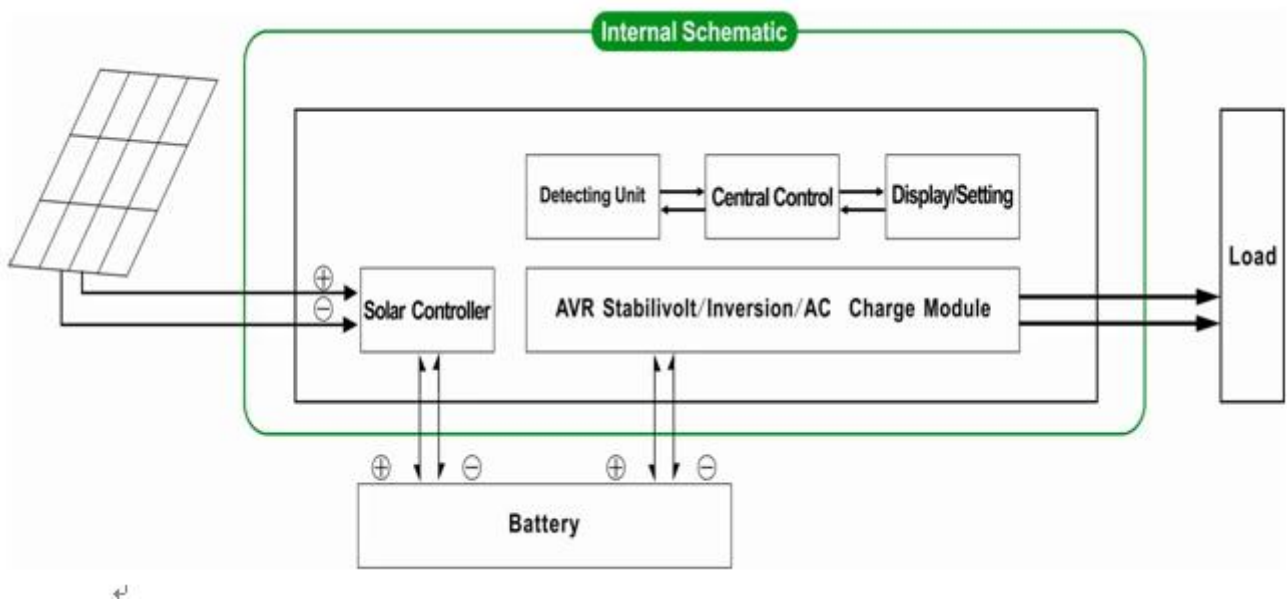 Internal Schematic
Detecting Unit
Central Control
Display/Setting
Load
⊕
⊖
Solar Controller
AVR Stabilivolt/Inversion/AC Charge Module
⊕ ⊖ ⊕ ⊖
Battery
↵